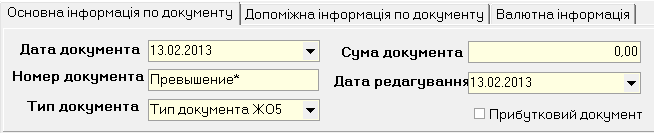 Основна інформація по документу Допоміжна інформація по документу Валютна інформація
Дата документа 13.02.2013 Сума документа 0,00
Номер документа Превышение* Дата редагування 13.02.2013
Тип документа Тип документа ЖО5 Прибутковий документ